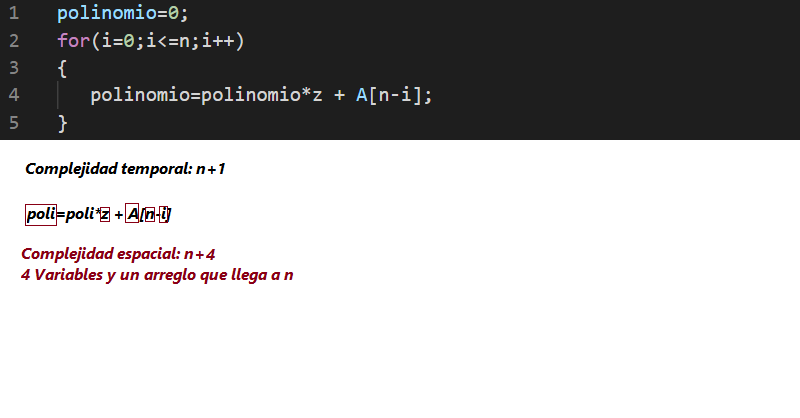 1 polinomio=0;
2 for(i=0;i<=n;i++)
3 {
4 polinomio=polinomio*z + A[n-i];
5 }
Complejidad temporal: n+1
poli=poli*z + A[n-i]
Complejidad espacial: n+4
4 Variables y un arreglo que llega a n